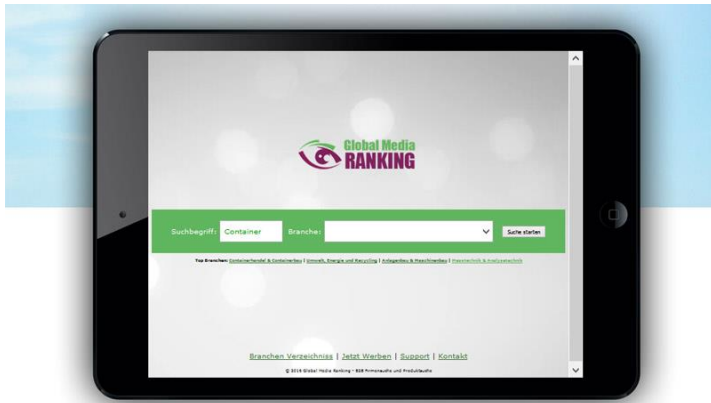 Global Media
RANKING
Suchbegriff: Container Branche: Suche starten
Top Branchen: Containerhandel & Containerbau | Umwelt, Energie und Recycling | Anlagenbau & Maschinenbau | Messtechnik & Analysetechnik
Branchen Verzeichniss | Jetzt Werben | Support | Kontakt
© 2016 Global Media Ranking - B2B Firmensuche und Produktsuche